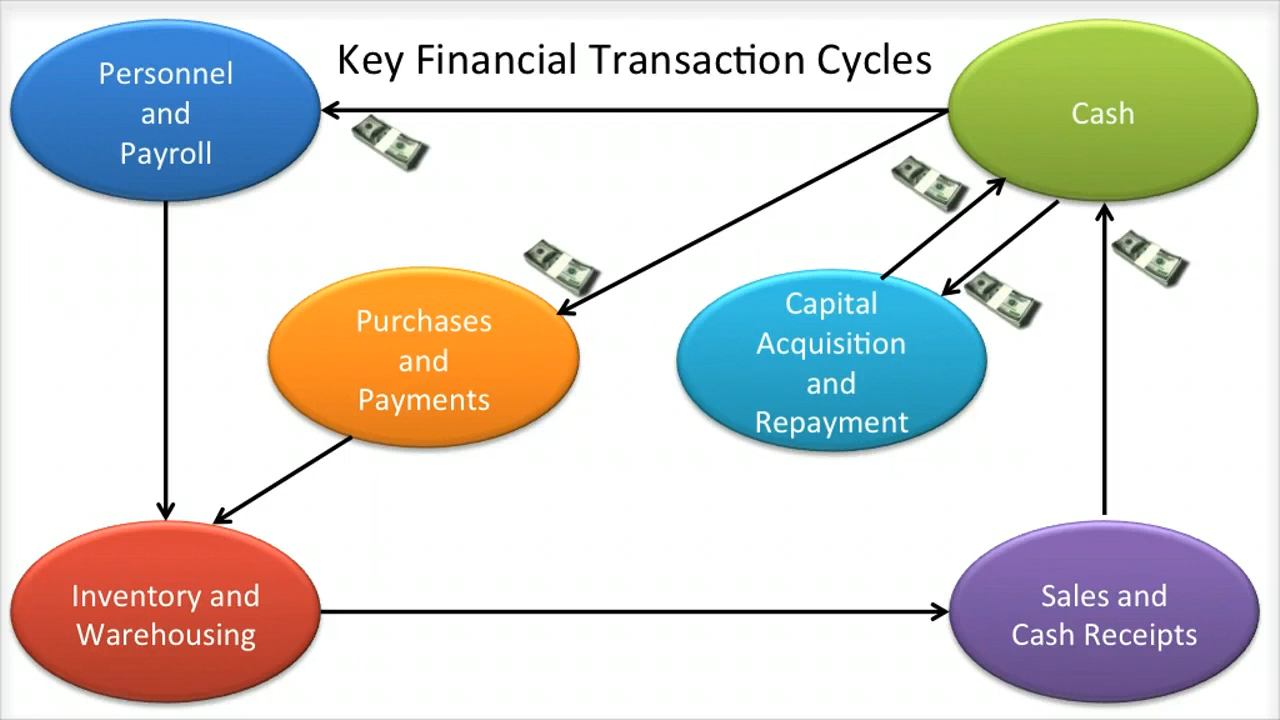 Key Financial Transaction Cycles
Personnel
and
Payroll
Cash
Purchases
and
Payments
Capital
Acquisition
and
Repayment
Inventory and
Warehousing
Sales and
Cash Receipts